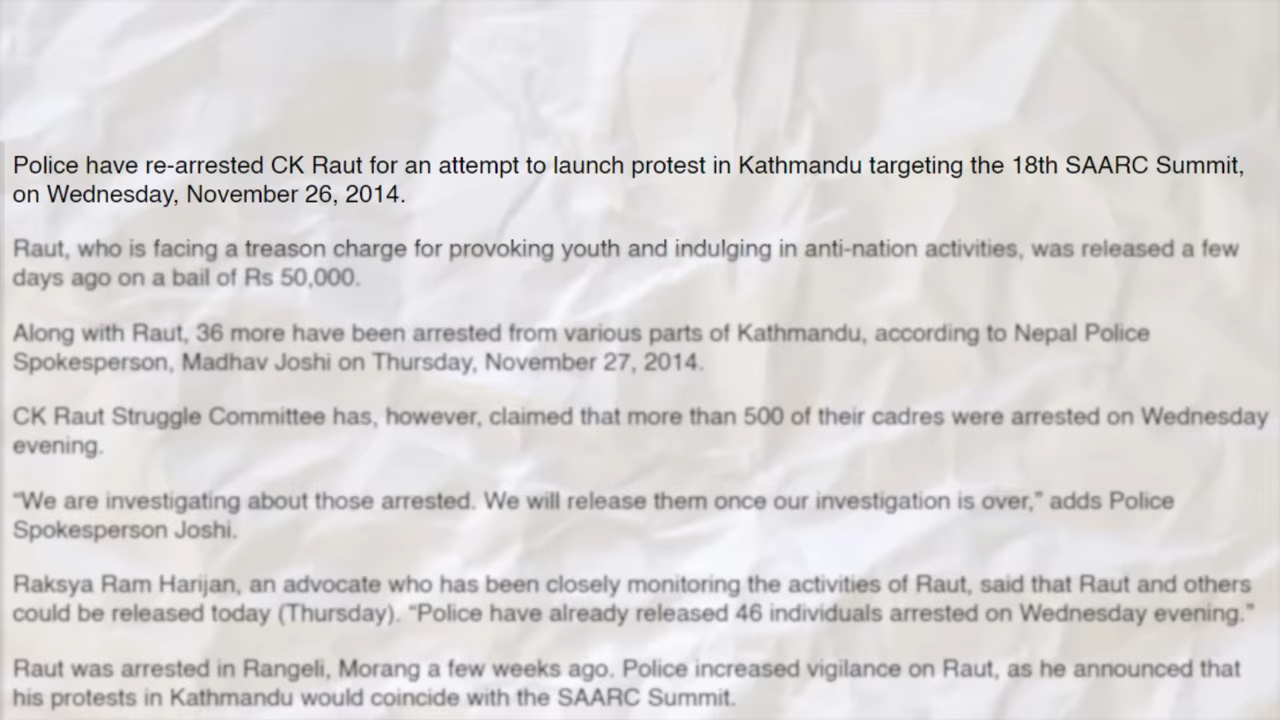 Police have re-arrested CK Raut for an attempt to launch protest in Kathmandu targeting the 18th SAARC Summit,
on Wednesday, November 26, 2014.
Raut, who is facing a treason charge for provoking youth and indulging in anti-nation activities, was released a few
days ago on a bail of Rs 50,000.
Along with Raut, 36 more have been arrested from various parts of Kathmandu, according to Nepal Police
Spokesperson, Madhav Joshi on Thursday, November 27, 2014.
CK Raut Struggle Committee has, however, claimed that more than 500 of their cadres were arrested on Wednesday
evening.
“We are investigating about those arrested. We will release them once our investigation is over,” adds Police
Spokesperson Joshi.
Raksya Ram Harijan, an advocate who has been closely monitoring the activities of Raut, said that Raut and others
could be released today (Thursday). “Police have already released 46 individuals arrested on Wednesday evening.”
Raut was arrested in Rangeli, Morang a few weeks ago. Police increased vigilance on Raut, as he announced that
his protests in Kathmandu would coincide with the SAARC Summit.